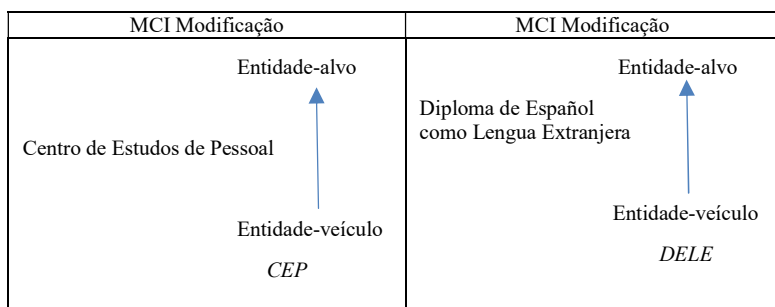 MCI Modificação
Entidade-alvo
Centro de Estudos de Pessoal
Entidade-veículo
CEP
MCI Modificação
Entidade-alvo
Diploma de Español
como Lengua Extranjera
Entidade-veículo
DELE